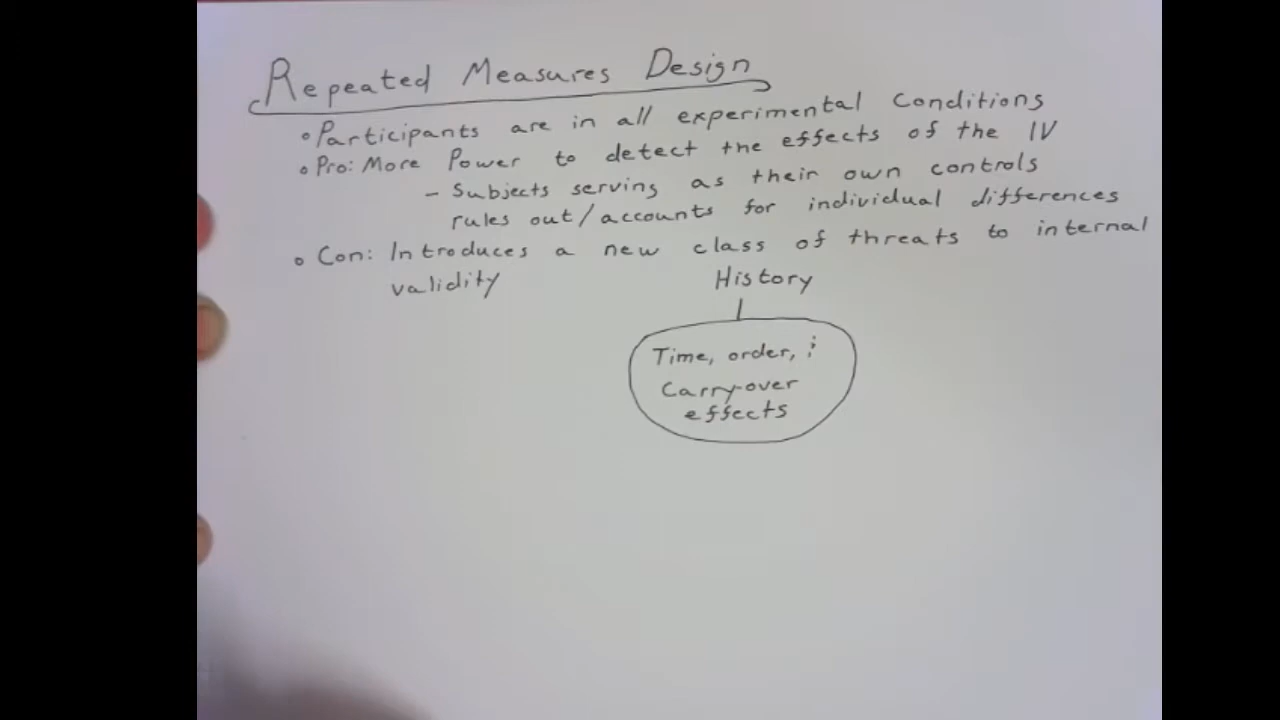 Repeated Measures Design
• Participants are in all experimental conditions
• Pro: More Power to detect the effects of the IV
- Subjects serving as their own controls
rules out/accounts for individual differences
• Con: Introduces a new class of threats to internal
validity
History
Time, order, &
Carry-over
effects